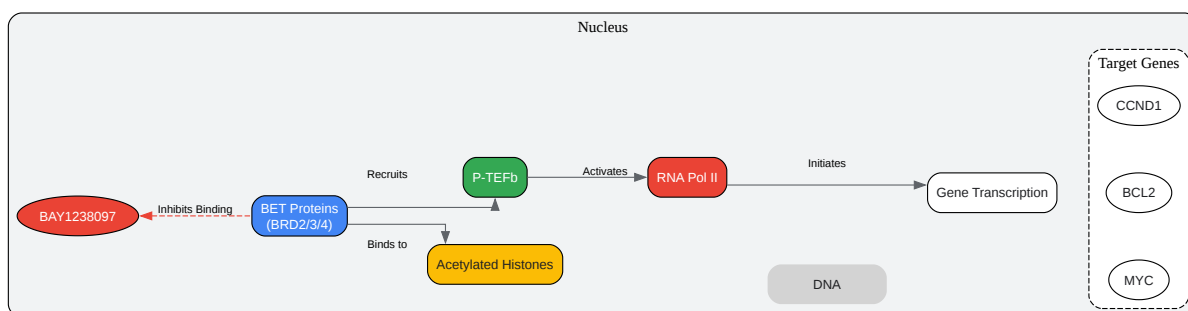 Nucleus
Target Genes
CCND1
Recruits
P-TEFb
Activates
RNA Pol II
Initiates
Gene Transcription
BCL2
BAY1238097
Inhibits Binding
BET Proteins
(BRD2/3/4)
Binds to
Acetylated Histones
DNA
MYC